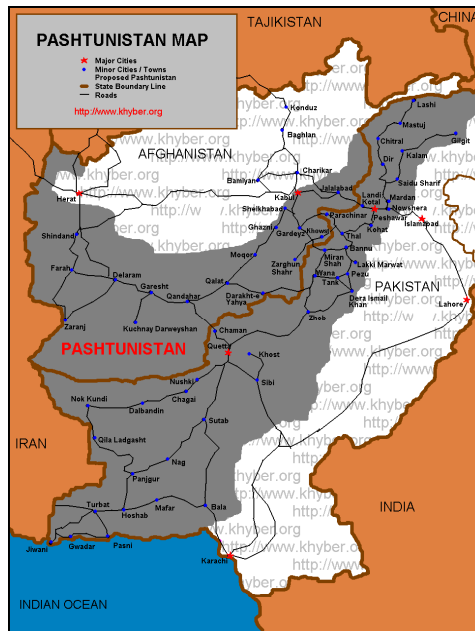 PASHTUNISTAN MAP
Major Cities
Minor Cities / Towns
Proposed Pashtunistan
State Boundary Line
Roads
http://www.khyber.org
TAJIKISTAN
CHINA
Lashi
Konduz
Mastuj
Baghlan
Chitral
Gilgit
AFGHANISTAN
Kalam
Dir
Charikar
Bamiyan
Saidu Sharif
Herat
Kabul
Jalalabad
Landi
Kotal
Mardan
Nowshera
Sheikhabad
Parachinar
Peshawar
Islamabad
Ghazni
Gardeyz
Khowst
Kohat
Shindand
Thal
Bannu
Moqor
Zarghun
Shahr
Miran
Shah
Lakki Marwat
Farah
Delaram
Wana
Pezu
Tank
PAKISTAN
Garesht
Qalat
Darakht-e
Yahya
Dera Ismail
Khan
Qandahar
Lahore
Zaranj
Kuchnay Darweyshan
Chaman
Zhob
PASHTUNISTAN
Quetta
Khost
Nushki
Sibi
Nok Kundi
Chagai
Dalbandin
Sutab
IRAN
Qila Ladgasht
Nag
Panjgur
Turbat
Hoshab
Mafar
Bala
INDIA
Jiwani
Gwadar
Pasni
Karachi
INDIAN OCEAN
http://www.khyber.org